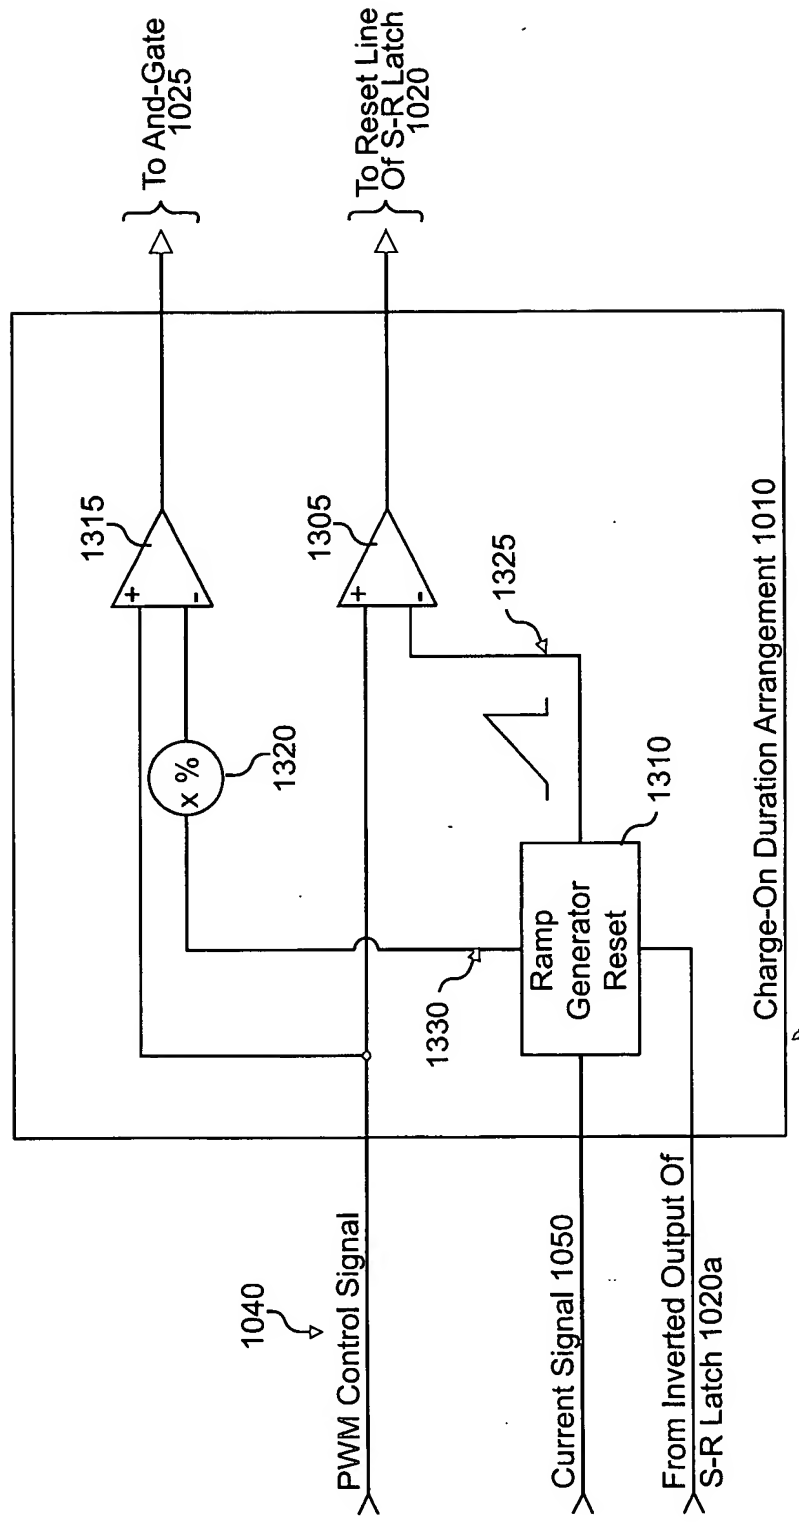 To And-Gate
1025
To Reset Line
Of S-R Latch
1020
1315
+
-
1305
+
-
x %
1320
1325
1330
Ramp
Generator
Reset
1310
1040
PWM Control Signal
Current Signal 1050
From Inverted Output Of
S-R Latch 1020a
Charge-On Duration Arrangement 1010